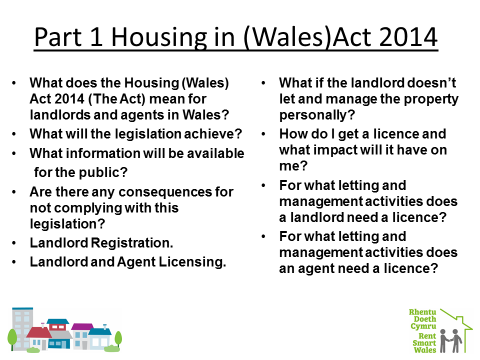 Part 1 Housing in (Wales)Act 2014
• What does the Housing (Wales)
Act 2014 (The Act) mean for
landlords and agents in Wales?
• What will the legislation achieve?
• What information will be available
for the public?
• Are there any consequences for
not complying with this
legislation?
• Landlord Registration.
• Landlord and Agent Licensing.
• What if the landlord doesn't
let and manage the property
personally?
• How do I get a licence and
what impact will it have on
me?
• For what letting and
management activities does
a landlord need a licence?
• For what letting and
management activities does
an agent need a licence?
Rhentu
Doeth
Cymru
Rent
Smart
Wales